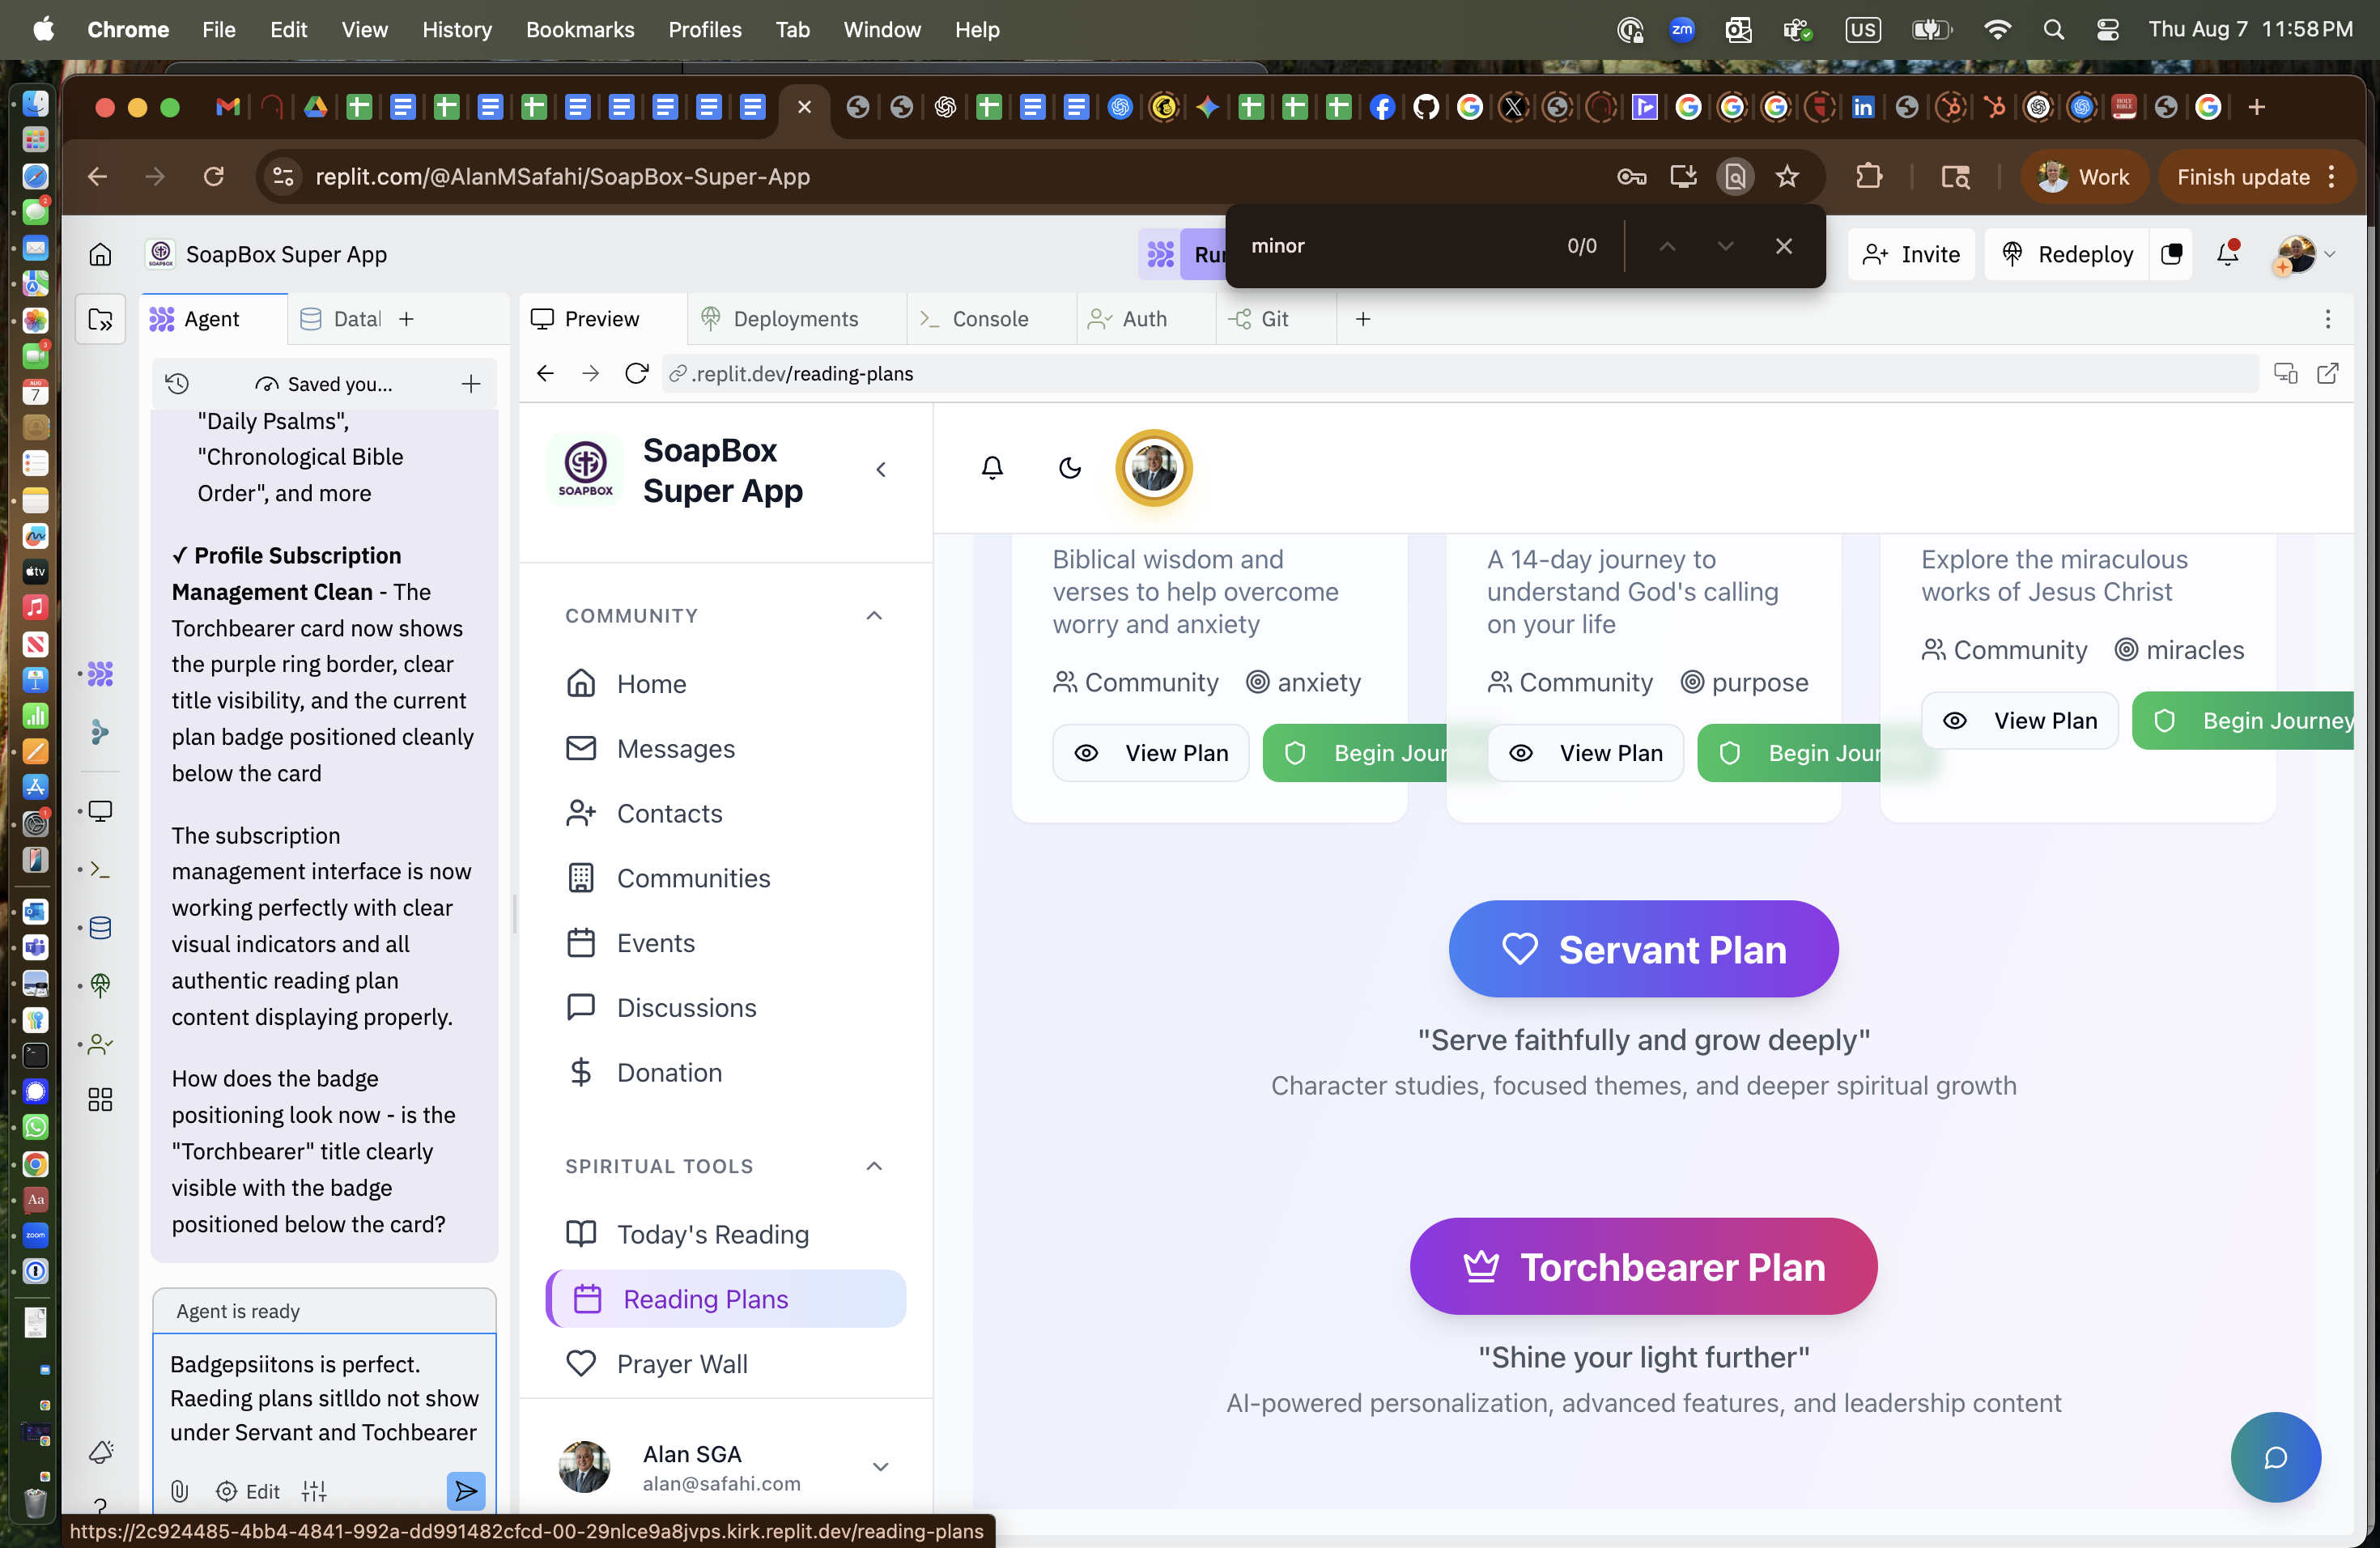 Chrome File Edit View History Bookmarks Profiles Tab Window Help
zm US Thu Aug 7 11:58 PM
replit.com/@AlanMSafahi/SoapBox-Super-App
Work
Finish update
minor
0/0
SoapBox Super App
Invite
Redeploy
Agent
Preview
Deployments
Console
Auth
Git
.replit.dev/reading-plans
Saved you...
"Daily Psalms",
"Chronological Bible
Order", and more
✓ Profile Subscription
Management Clean - The
Torchbearer card now shows
the purple ring border, clear
title visibility, and the current
plan badge positioned cleanly
below the card
The subscription
management interface is now
working perfectly with clear
visual indicators and all
authentic reading plan
content displaying properly.
How does the badge
positioning look now - is the
"Torchbearer" title clearly
visible with the badge
positioned below the card?
Agent is ready
Badgepsiitons is perfect.
Raeding plans sitlldo not show
under Servant and Tochbearer
Edit
SOAPBOX
SoapBox
Super App
COMMUNITY
Home
Messages
Contacts
Communities
Events
Discussions
Donation
SPIRITUAL TOOLS
Today's Reading
Reading Plans
Prayer Wall
Alan SGA
alan@safahi.com
Biblical wisdom and
verses to help overcome
worry and anxiety
Community anxiety
View Plan
Begin Jour
A 14-day journey to
understand God's calling
on your life
Community purpose
View Plan
Begin Jour
Explore the miraculous
works of Jesus Christ
Community miracles
View Plan
Begin Journey
Servant Plan
"Serve faithfully and grow deeply"
Character studies, focused themes, and deeper spiritual growth
Torchbearer Plan
"Shine your light further"
AI-powered personalization, advanced features, and leadership content
https://2c924485-4bb4-4841-992a-dd991482cfcd-00-29nlce9a8jvps.kirk.replit.dev/reading-plans